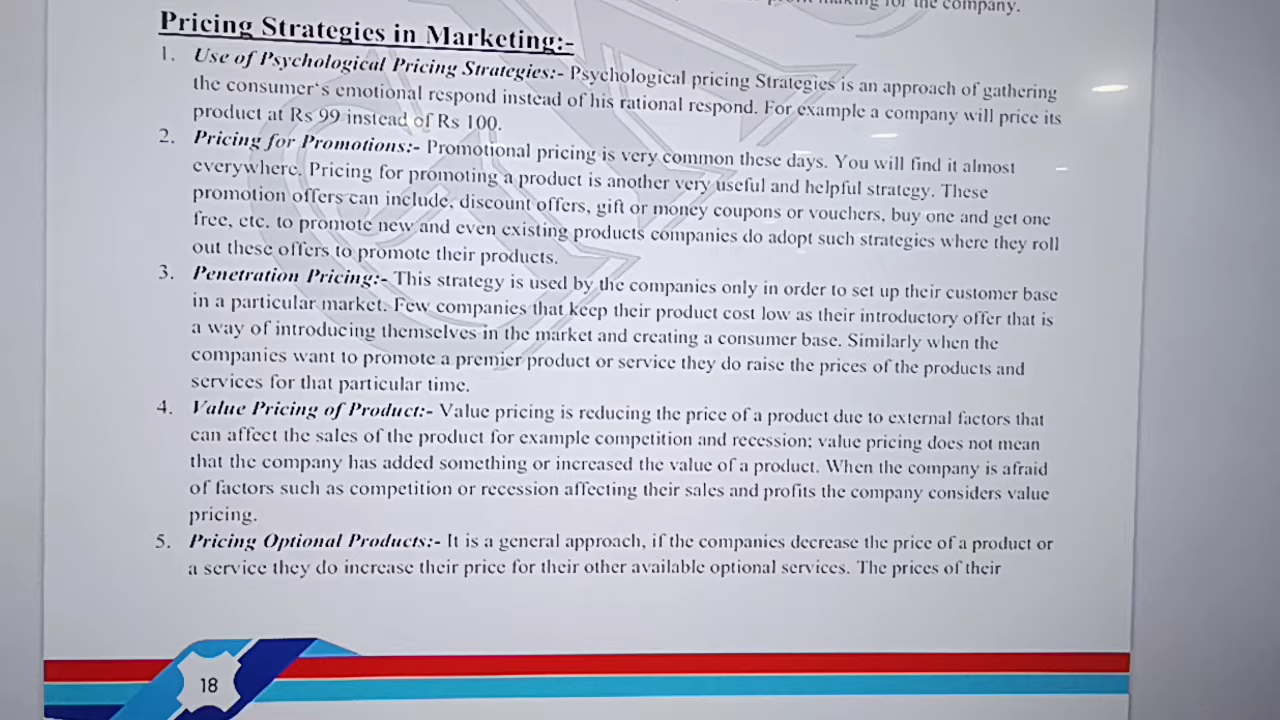 making for the company.
Pricing Strategies in Marketing:-
1. Use of Psychological Pricing Strategies:- Psychological pricing Strategies is an approach of gathering
the consumer's emotional respond instead of his rational respond. For example a company will price its
product at Rs 99 instead of Rs 100.
2. Pricing for Promotions:- Promotional pricing is very common these days. You will find it almost
everywhere. Pricing for promoting a product is another very useful and helpful strategy. These
promotion offers can include, discount offers, gift or money coupons or vouchers, buy one and get one
free, etc. to promote new and even existing products companies do adopt such strategies where they roll
out these offers to promote their products.
3. Penetration Pricing:- This strategy is used by the companies only in order to set up their customer base
in a particular market. Few companies that keep their product cost low as their introductory offer that is
a way of introducing themselves in the market and creating a consumer base. Similarly when the
companies want to promote a premier product or service they do raise the prices of the products and
services for that particular time.
4. Value Pricing of Product:- Value pricing is reducing the price of a product due to external factors that
can affect the sales of the product for example competition and recession; value pricing does not mean
that the company has added something or increased the value of a product. When the company is afraid
of factors such as competition or recession affecting their sales and profits the company considers value
pricing.
5. Pricing Optional Products:- It is a general approach, if the companies decrease the price of a product or
a service they do increase their price for their other available optional services. The prices of their
18